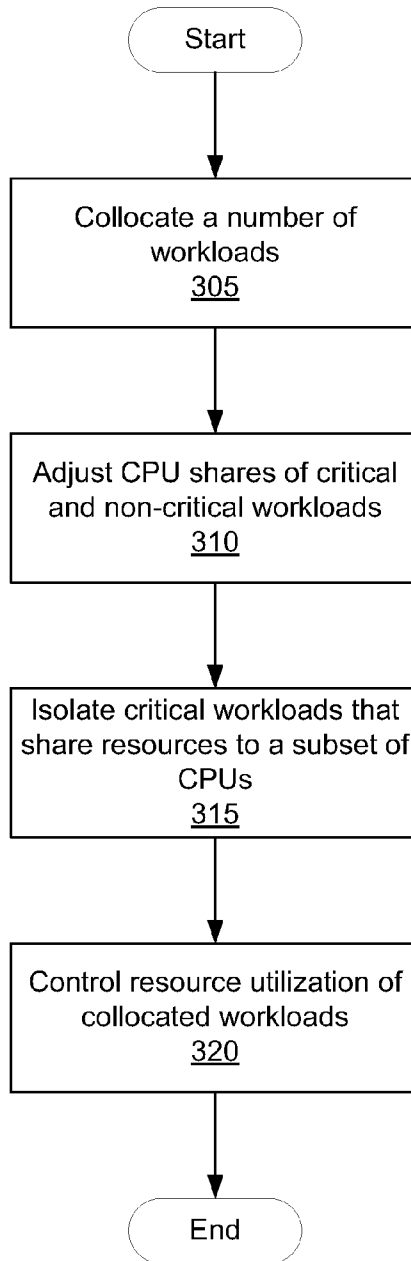 Start
Collocate a number of
workloads
305
Adjust CPU shares of critical
and non-critical workloads
310
Isolate critical workloads that
share resources to a subset of
CPUs
315
Control resource utilization of
collocated workloads
320
End